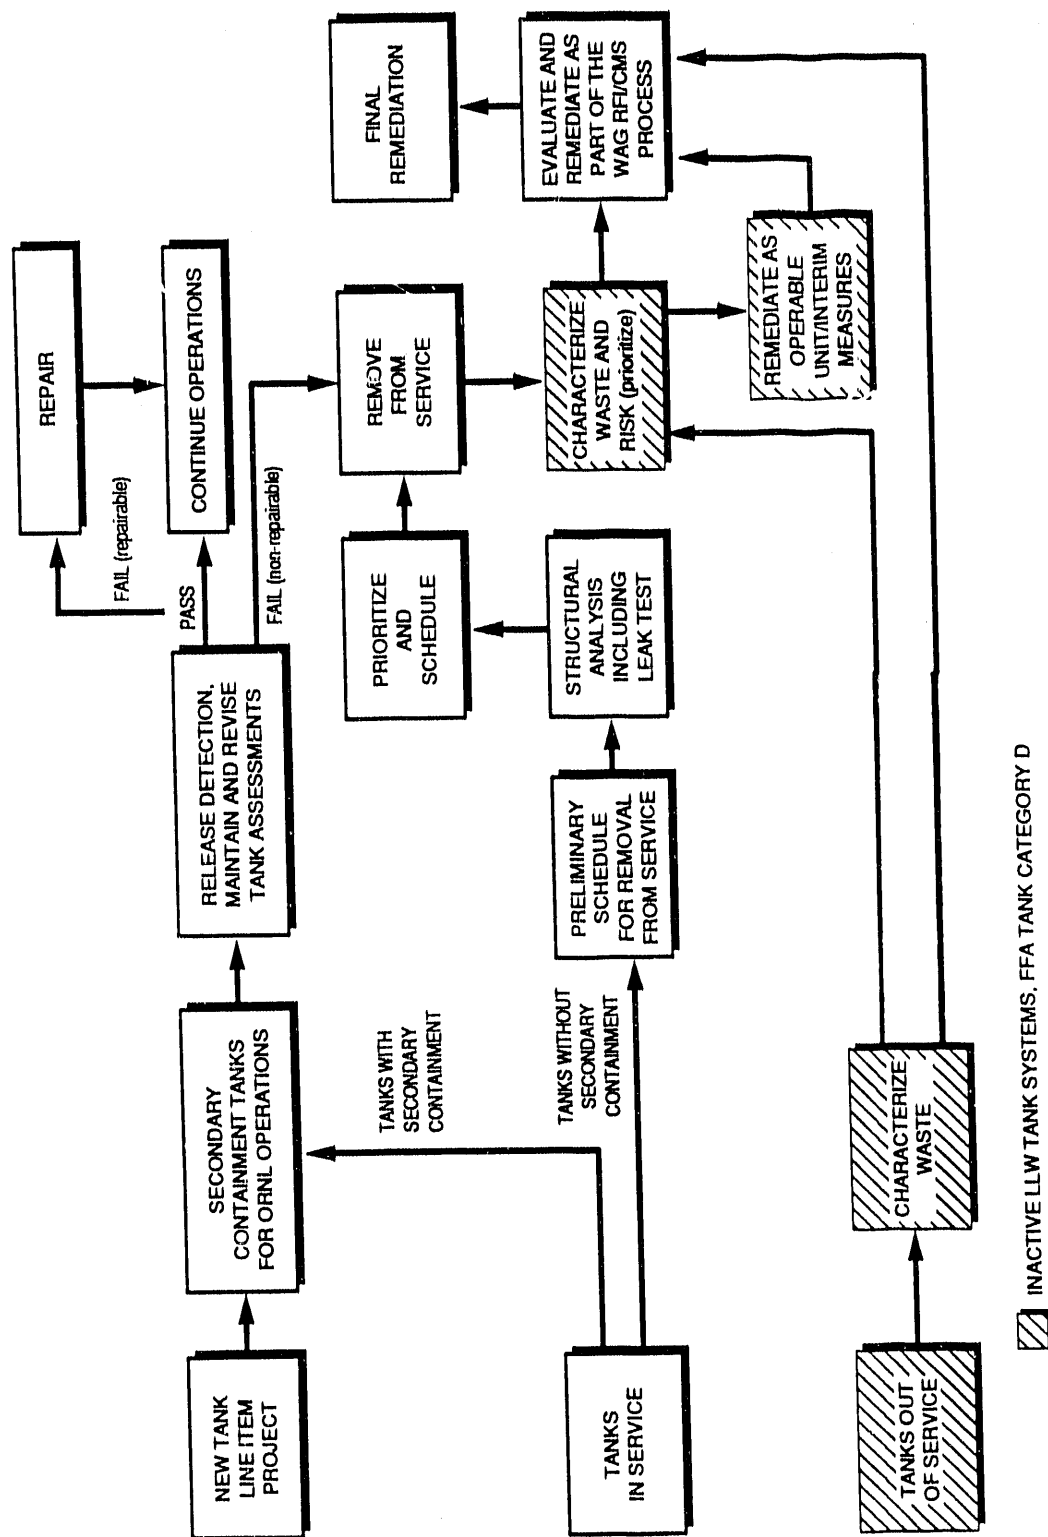 NEW TANK
LINE ITEM
PROJECT
SECONDARY
CONTAINMENT TANKS
FOR ORNL OPERATIONS
RELEASE DETECTION,
MAINTAIN AND REVISE
TANK ASSESSMENTS
FAIL (repairable)
PASS
FAIL (non-repairable)
REPAIR
CONTINUE OPERATIONS
TANKS
IN SERVICE
TANKS WITH
SECONDARY
CONTAINMENT
TANKS WITHOUT
SECONDARY
CONTAINMENT
PRELIMINARY
SCHEDULE
FOR REMOVAL
FROM SERVICE
STRUCTURAL
ANALYSIS
INCLUDING
LEAK TEST
PRIORITIZE
AND
SCHEDULE
REMOVE
FROM
SERVICE
CHARACTERIZE
WASTE AND
RISK (prioritize)
REMEDIATE AS
OPERABLE
UNIT/INTERIM
MEASURES
EVALUATE AND
REMEDIATE AS
PART OF THE
WAG RFI/CMS
PROCESS
FINAL
REMEDIATION
TANKS OUT
OF SERVICE
CHARACTERIZE
WASTE
INACTIVE LLW TANK SYSTEMS, FFA TANK CATEGORY D